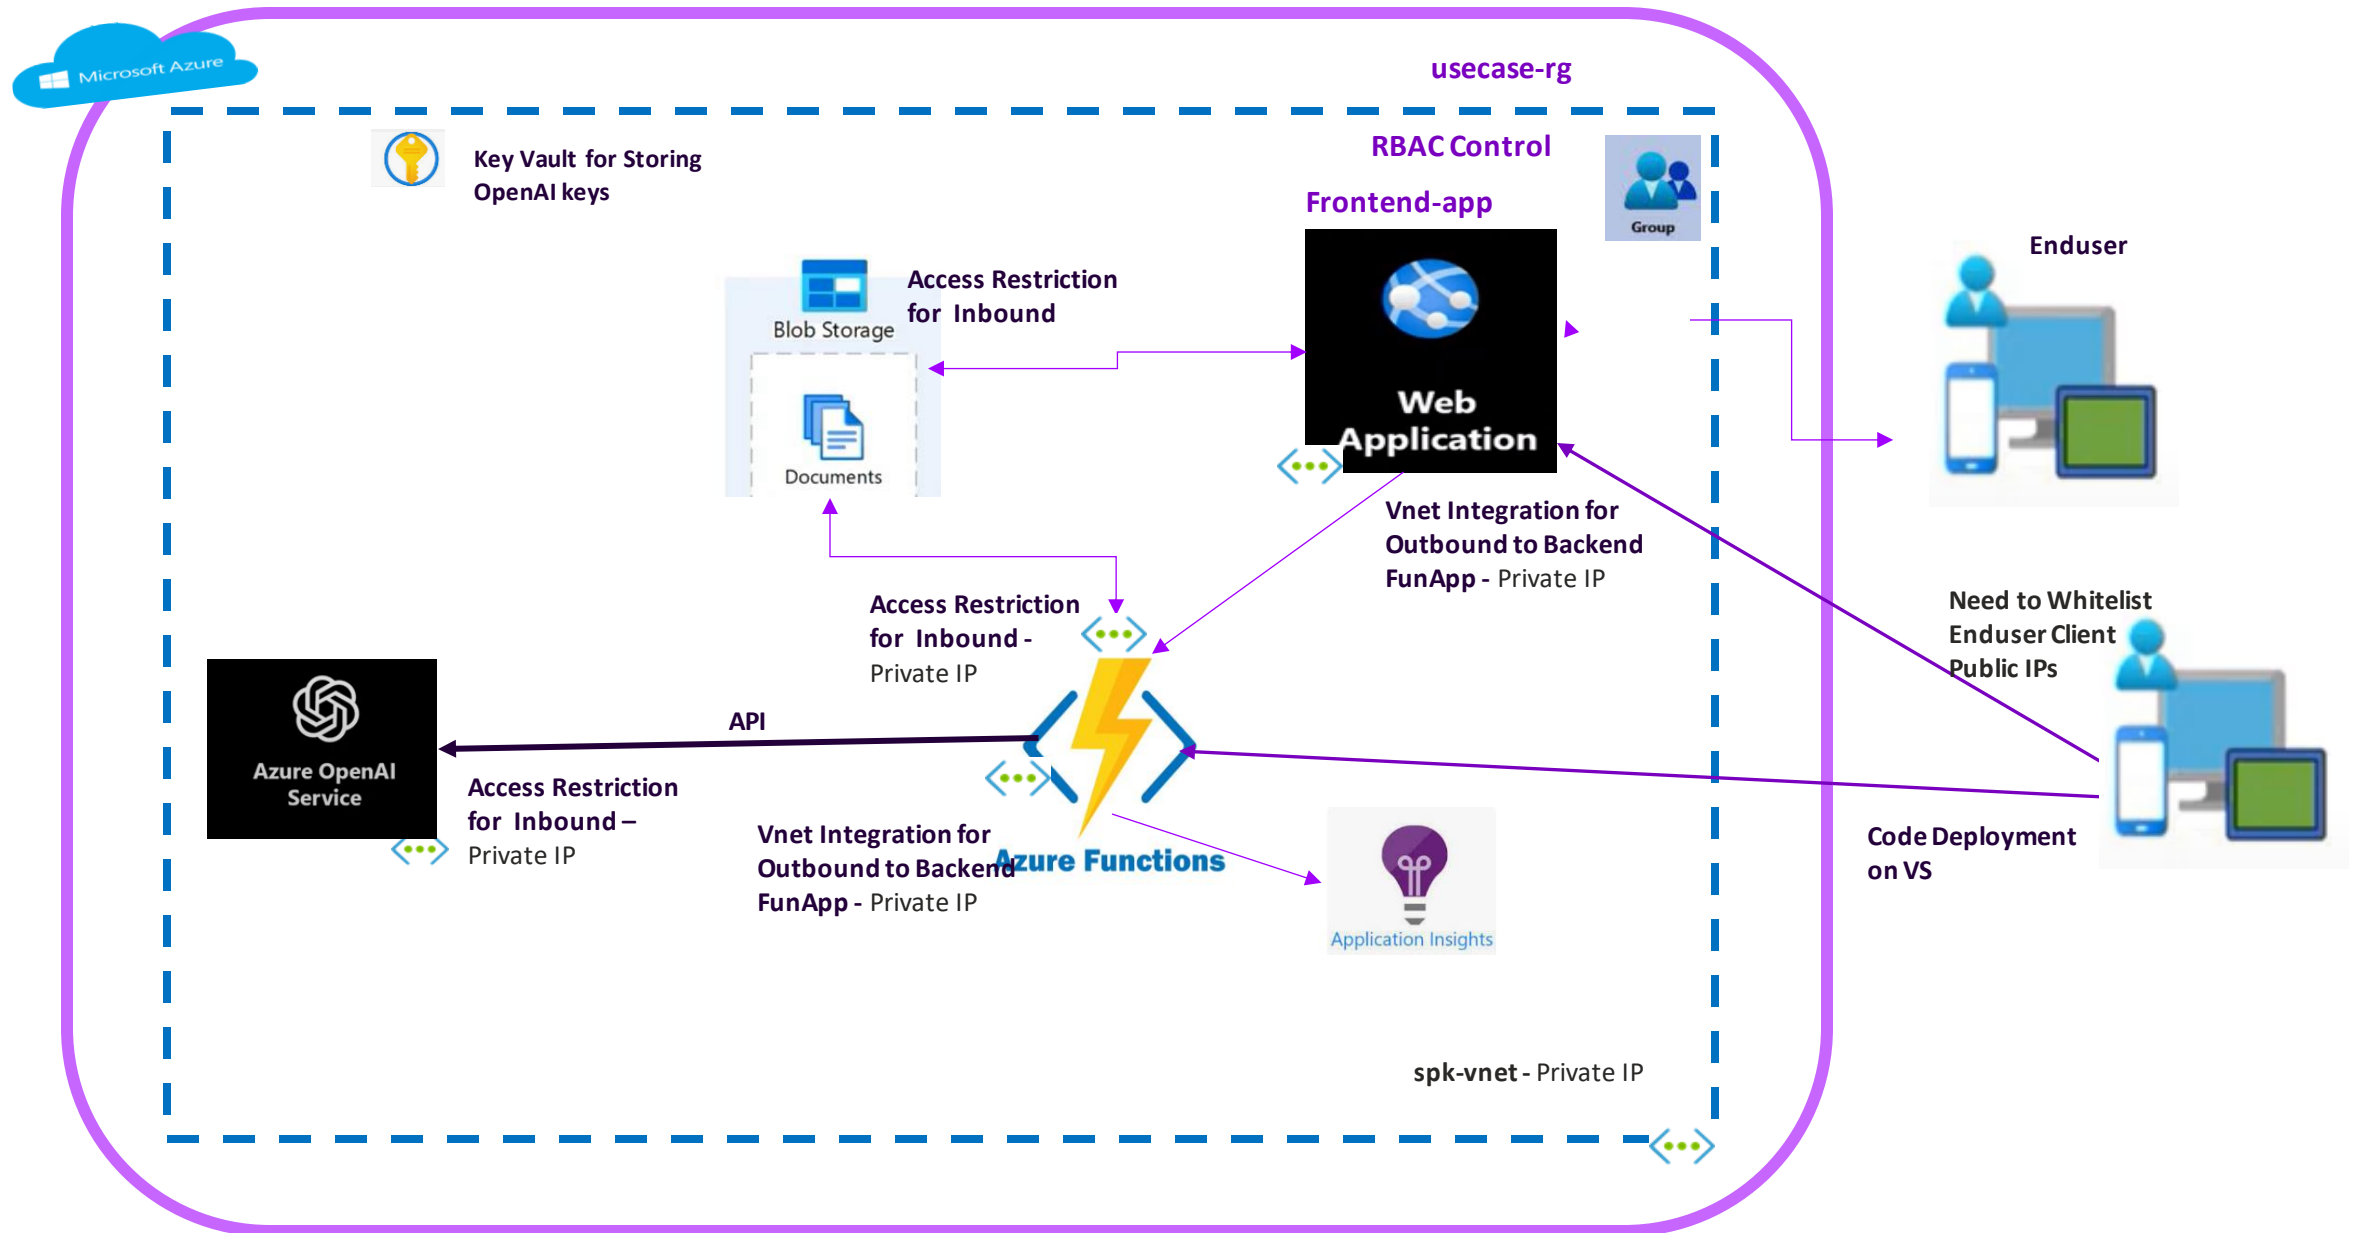 Microsoft Azure
usecase-rg
Key Vault for Storing
OpenAI keys
RBAC Control
Frontend-app
Group
Enduser
Blob Storage
Access Restriction
for Inbound
Documents
Web
Application
Vnet Integration for
Outbound to Backend
FunApp - Private IP
Access Restriction
for Inbound -
Private IP
Need to Whitelist
Enduser Client
Public IPs
Azure OpenAI
Service
API
Access Restriction
for Inbound –
Private IP
Vnet Integration for
Outbound to Backend
FunApp - Private IP
Azure Functions
Application Insights
Code Deployment
on VS
spk-vnet - Private IP